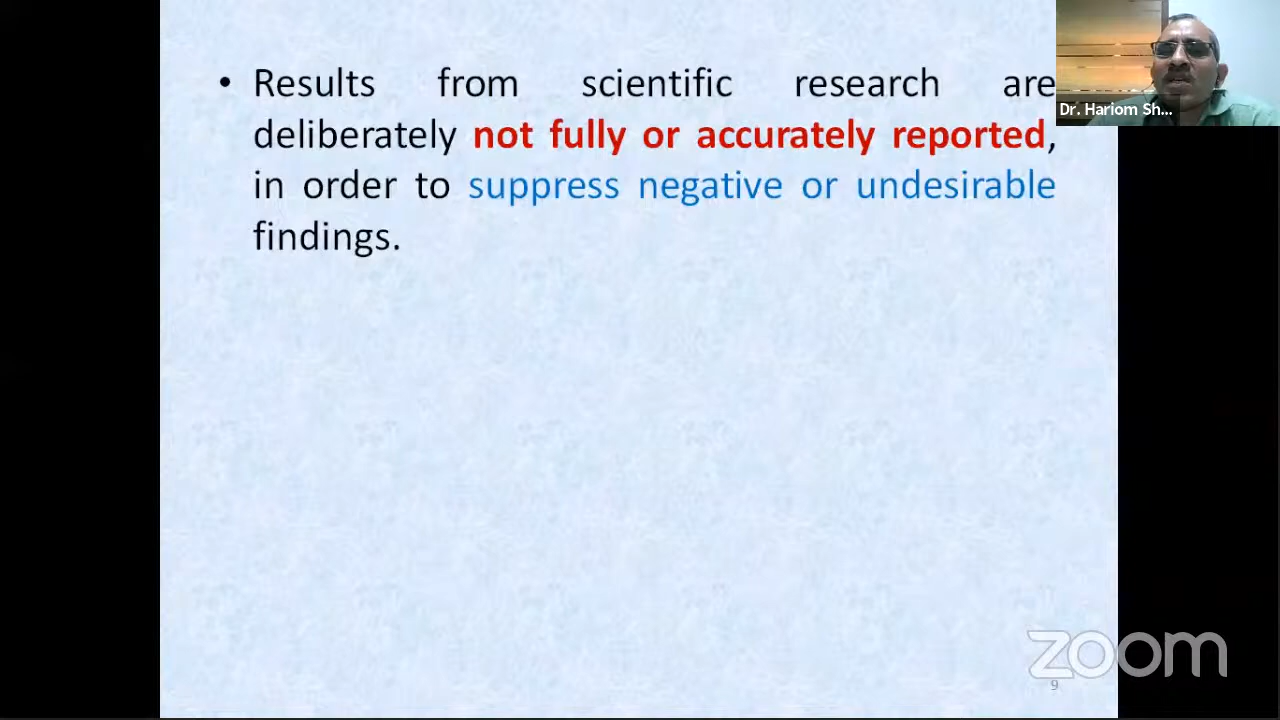 • Results from scientific research are
deliberately not fully or accurately reported,
in order to suppress negative or undesirable
findings.
Dr. Hariom Sh...
zoom
9